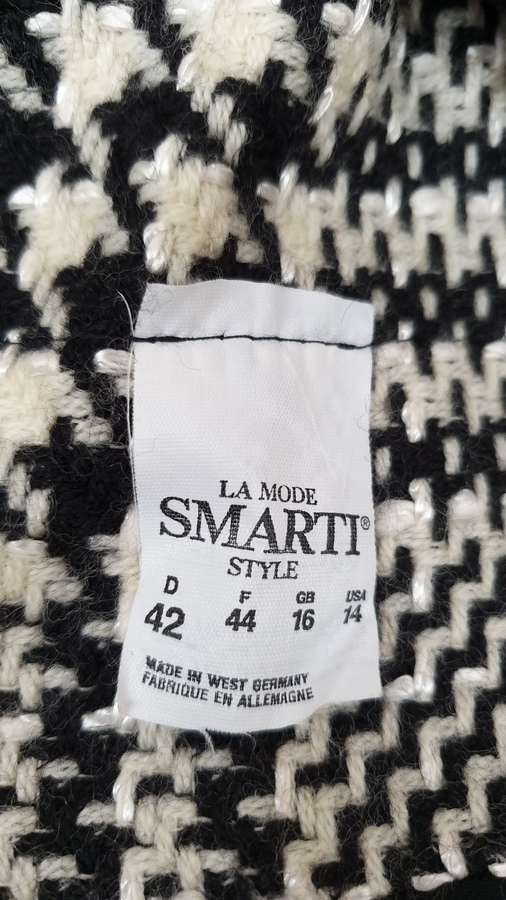 LA MODE
SMARTI®
STYLE
D F GB USA
42 44 16 14
MADE IN WEST GERMANY
FABRIQUE EN ALLEMAGNE